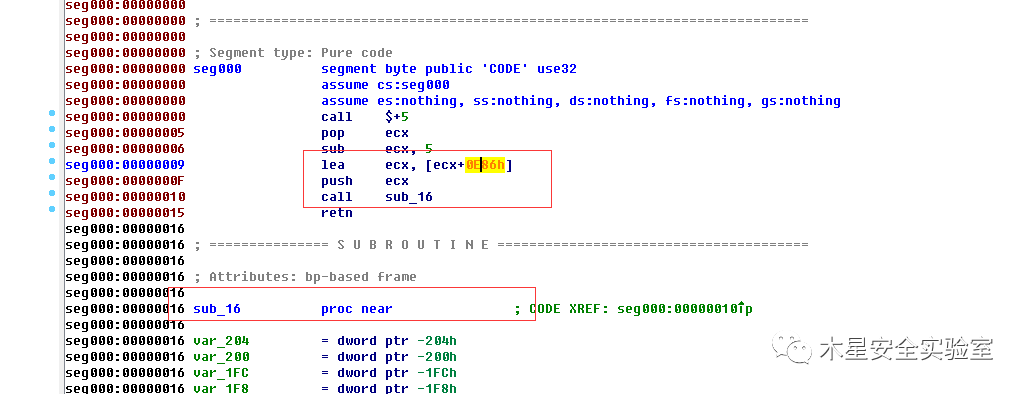 seg000:00000000
seg000:00000000 ; ===========================================================================
seg000:00000000
seg000:00000000 ; Segment type: Pure code
seg000:00000000 seg000 segment byte public 'CODE' use32
seg000:00000000 assume cs:seg000
seg000:00000000 assume es:nothing, ss:nothing, ds:nothing, fs:nothing, gs:nothing
seg000:00000000 call $+5
seg000:00000005 pop ecx
seg000:00000006 sub ecx, 5
seg000:00000009 lea ecx, [ecx+0E86h]
seg000:0000000F push ecx
seg000:00000010 call sub_16
seg000:00000015 retn
seg000:00000016
seg000:00000016 ; =============== S U B R O U T I N E =======================================
seg000:00000016
seg000:00000016 ; Attributes: bp-based frame
seg000:00000016
seg000:00000016 sub_16 proc near ; CODE XREF: seg000:00000010↑p
seg000:00000016
seg000:00000016 var_204 = dword ptr -204h
seg000:00000016 var_200 = dword ptr -200h
seg000:00000016 var_1FC = dword ptr -1FCh
seg000:00000016 var_1F8 = dword ptr -1F8h
木星安全实验室